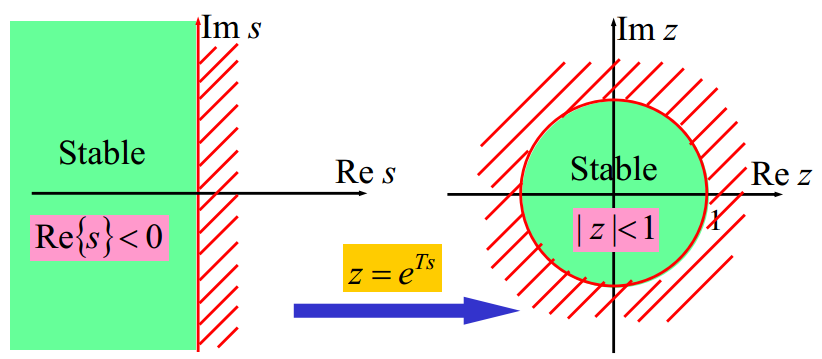 Im s
Stable
Re s
Re{s} < 0
z = e^{Ts}
Im z
Stable
Re z
| z |< 1
1